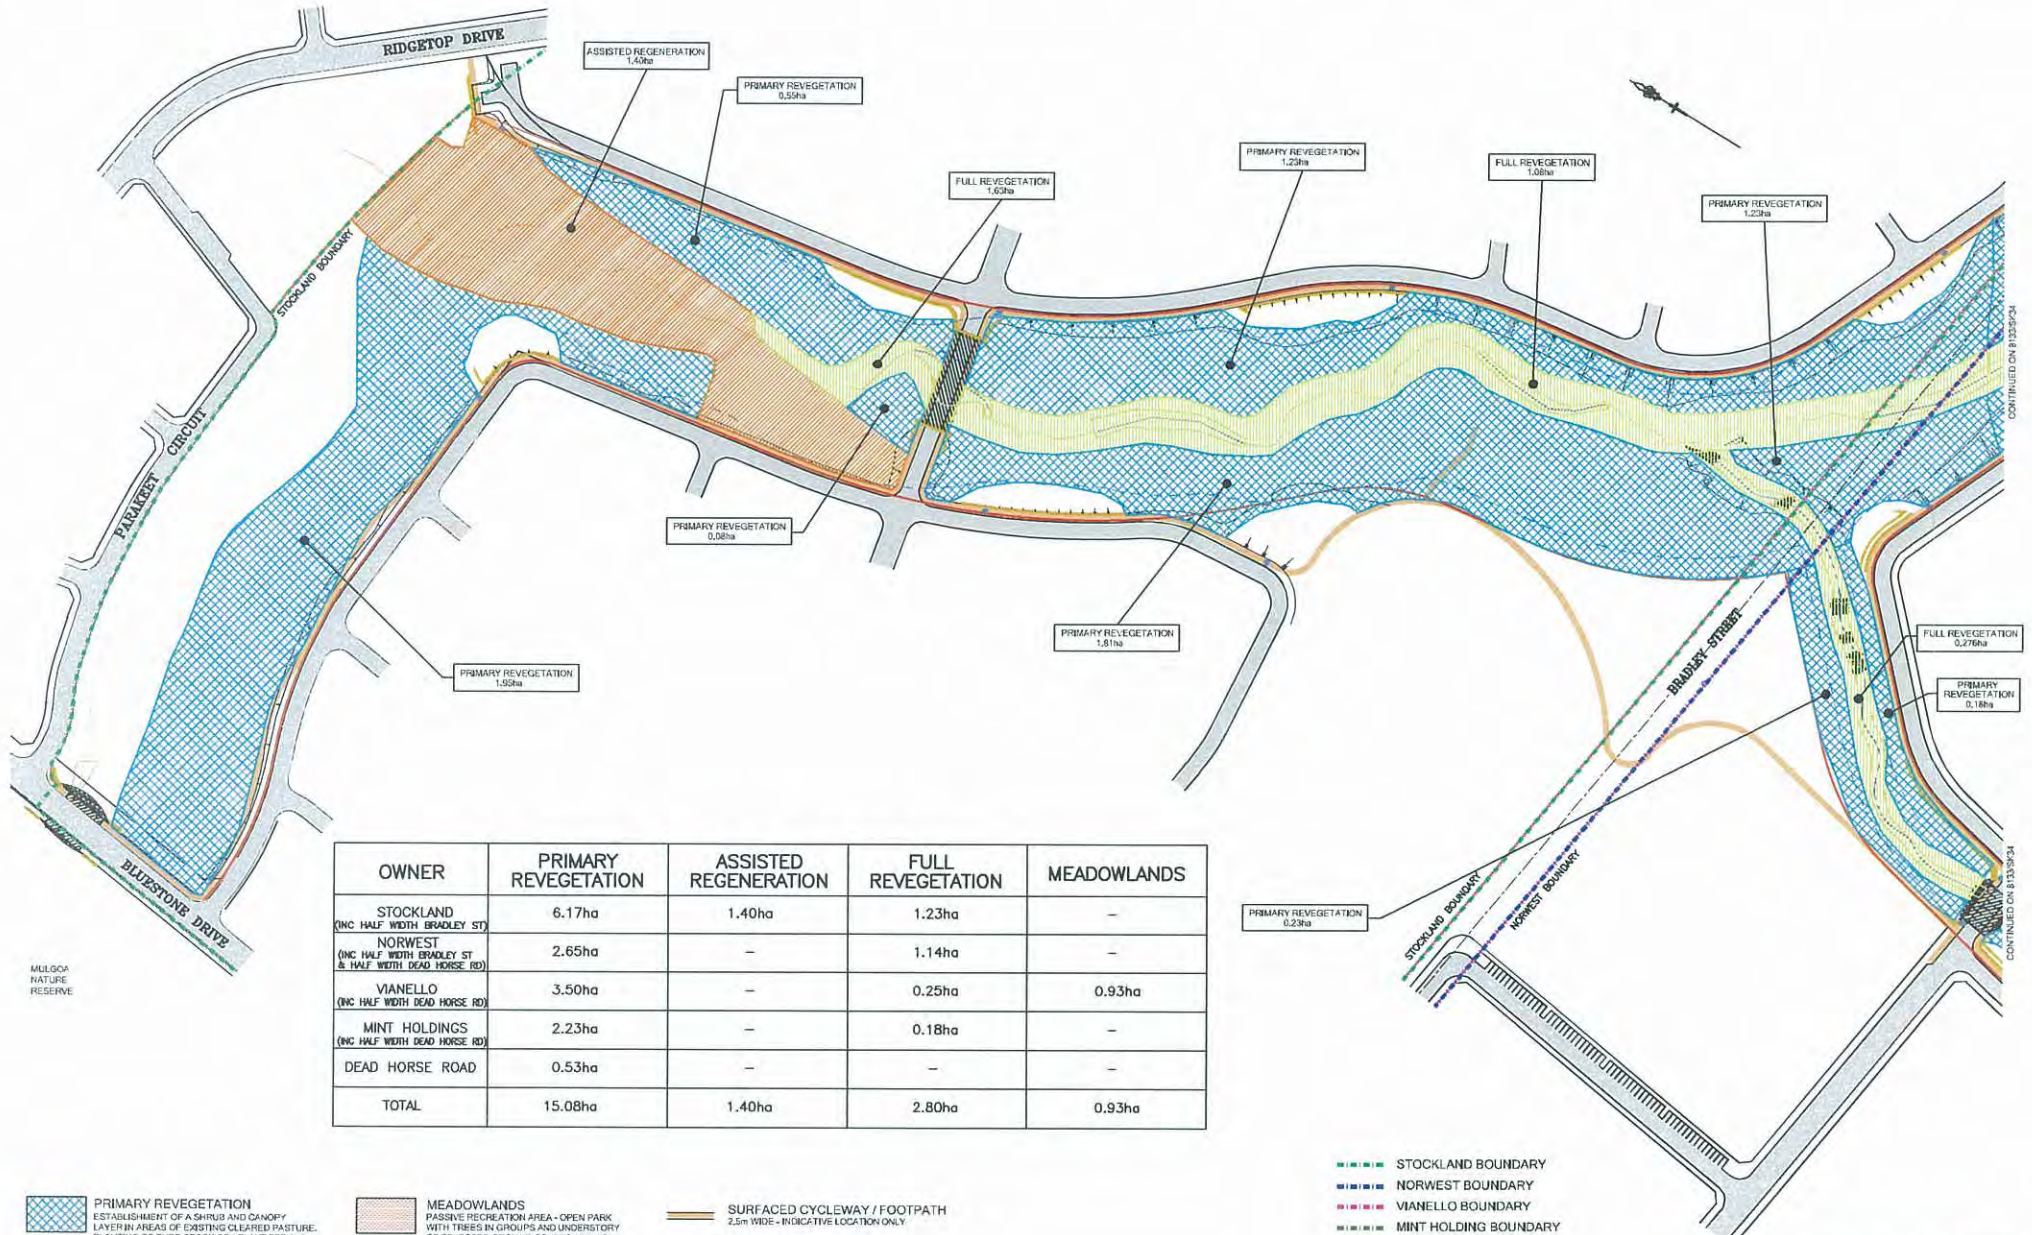 RIDGETOP DRIVE
ASSISTED REGENERATION
1.40ha
PRIMARY REVEGETATION
0.55ha
FULL REVEGETATION
1.63ha
PRIMARY REVEGETATION
1.23ha
FULL REVEGETATION
1.08ha
PRIMARY REVEGETATION
1.23ha
STOCKLAND BOUNDARY
CONTINUED ON 8133/SK34
PARAKEET CIRCUIT
PRIMARY REVEGETATION
0.08ha
PRIMARY REVEGETATION
1.81ha
PRIMARY REVEGETATION
1.95ha
BRADLEY STREET
FULL REVEGETATION
0.276ha
PRIMARY
REVEGETATION
0.18ha
BLUESTONE DRIVE
MULGOA
NATURE
RESERVE
PRIMARY REVEGETATION
0.23ha
STOCKLAND BOUNDARY
NORWEST BOUNDARY
CONTINUED ON 8133/SK34
OWNER PRIMARY REVEGETATION ASSISTED REGENERATION FULL REVEGETATION MEADOWLANDS
STOCKLAND 6.17ha 1.40ha 1.23ha –
(INC HALF WIDTH BRADLEY ST)
NORWEST 2.65ha – 1.14ha –
(INC HALF WIDTH BRADLEY ST
& HALF WIDTH DEAD HORSE RD)
VIANELLO 3.50ha – 0.25ha 0.93ha
(INC HALF WIDTH DEAD HORSE RD)
MINT HOLDINGS 2.23ha – 0.18ha –
(INC HALF WIDTH DEAD HORSE RD)
DEAD HORSE ROAD 0.53ha – – –
TOTAL 15.08ha 1.40ha 2.80ha 0.93ha
PRIMARY REVEGETATION
ESTABLISHMENT OF A SHRUB AND CANOPY
LAYER IN AREAS OF EXISTING CLEARED PASTURE.
MEADOWLANDS
PASSIVE RECREATION AREA - OPEN PARK
WITH TREES IN GROUPS AND UNDERSTORY
SURFACED CYCLEWAY / FOOTPATH
2.5m WIDE - INDICATIVE LOCATION ONLY
STOCKLAND BOUNDARY
NORWEST BOUNDARY
VIANELLO BOUNDARY
MINT HOLDING BOUNDARY